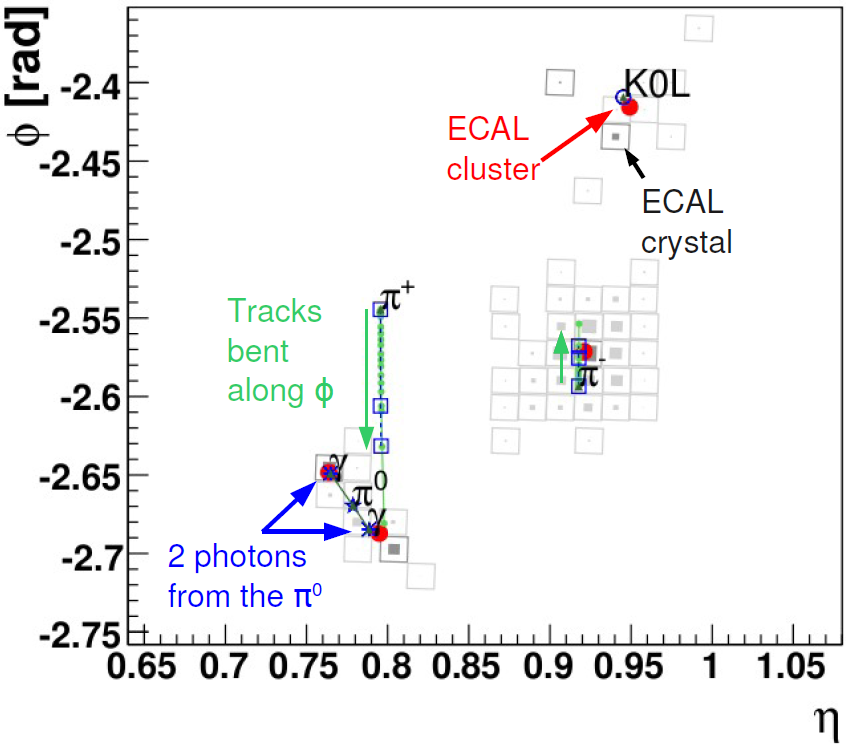 φ [rad]
-2.4
-2.45
-2.5
-2.55
-2.6
-2.65
-2.7
-2.75
K0L
ECAL
cluster
ECAL
crystal
π⁺
Tracks
bent
along φ
π⁻
γ
π⁰
γ
2 photons
from the π⁰
0.65
0.7
0.75
0.8
0.85
0.9
0.95
1
1.05
η